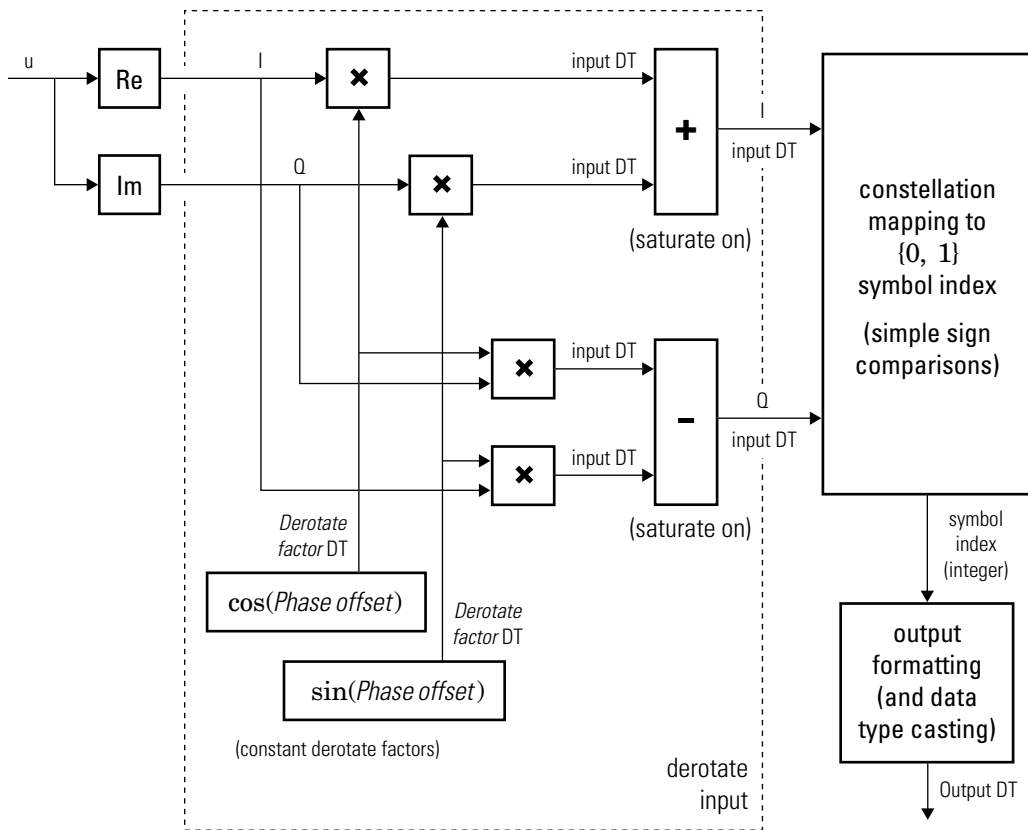 u
Re
I
×
input DT
+
I
input DT
Im
Q
×
input DT
(saturate on)
constellation
mapping to
{0, 1}
symbol index
(simple sign
comparisons)
×
input DT
–
Q
input DT
×
input DT
(saturate on)
Derotate
factor DT
cos(Phase offset)
Derotate
factor DT
sin(Phase offset)
(constant derotate factors)
derotate
input
symbol
index
(integer)
output
formatting
(and data
type casting)
Output DT